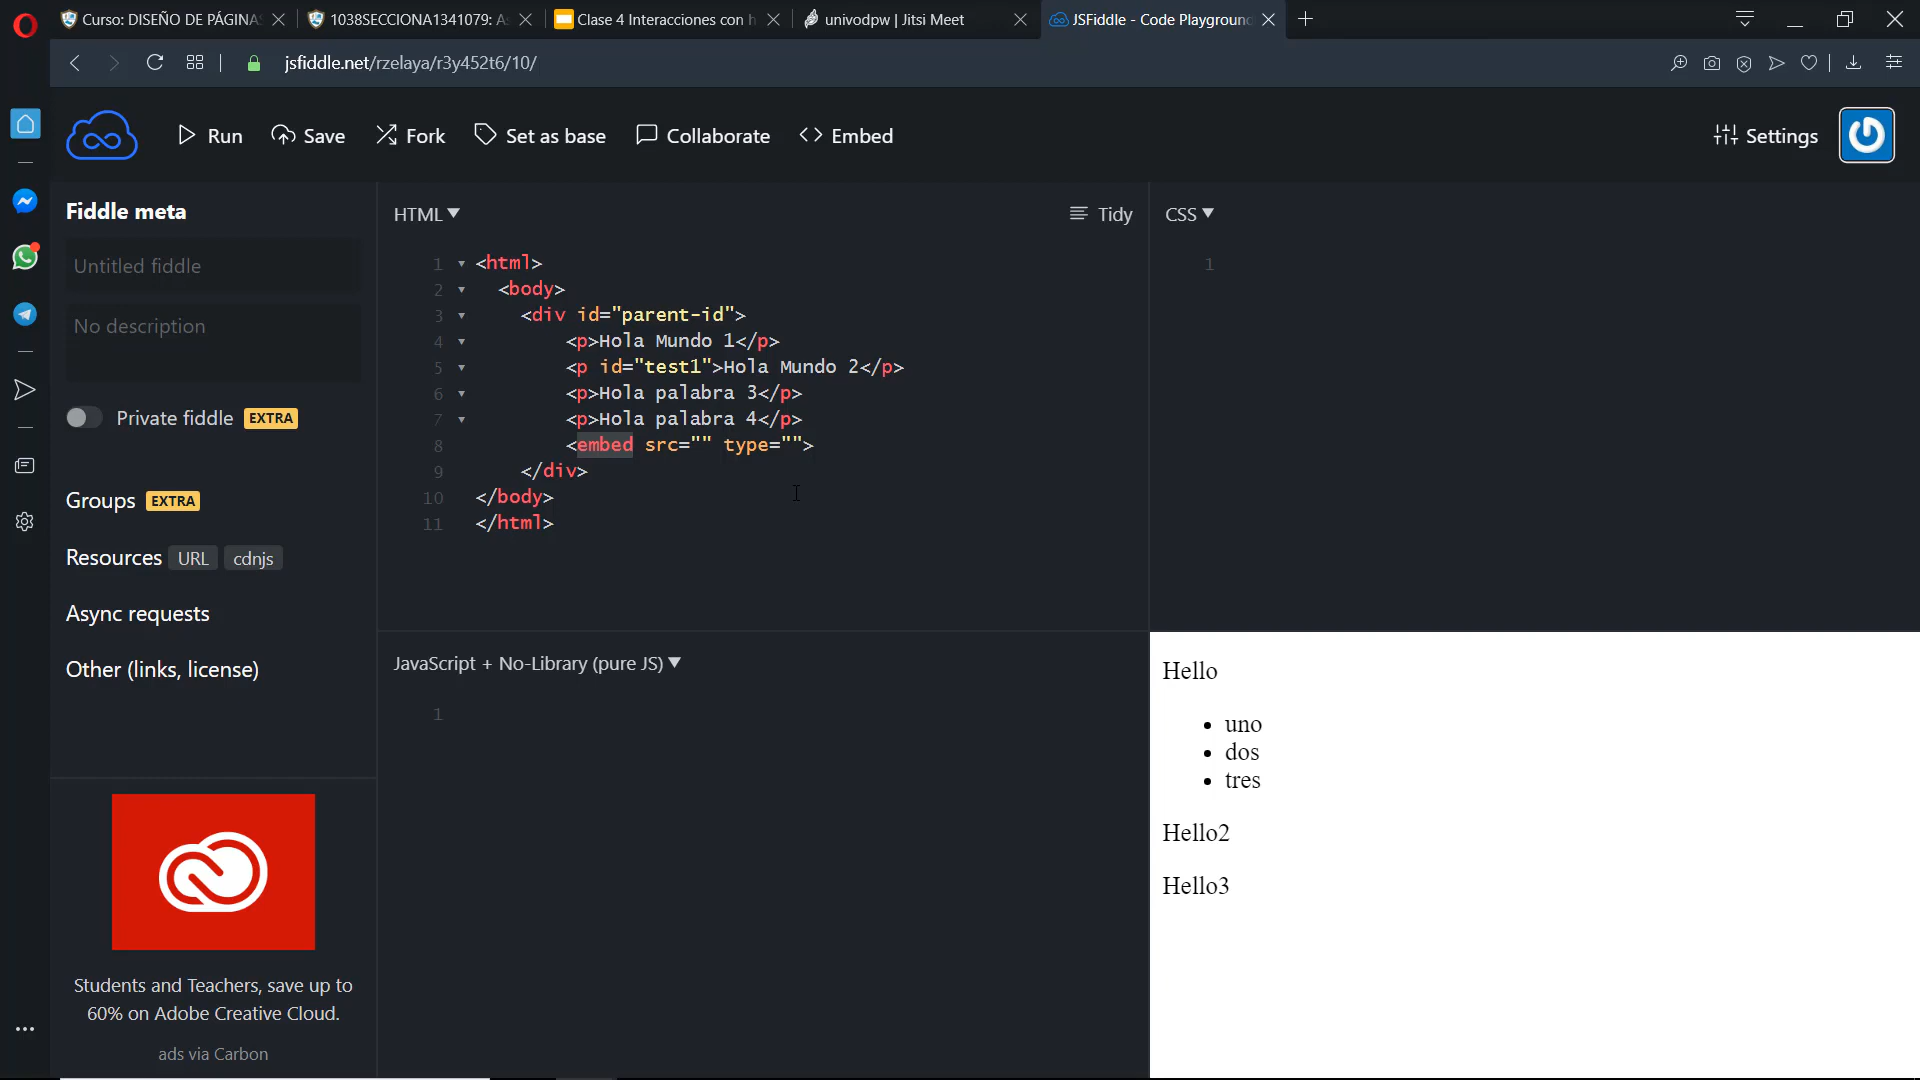 Curso: DISEÑO DE PÁGINAS
1038SECCIONA1341079: A
Clase 4 Interacciones con h
univodpw | Jitsi Meet
JSFiddle - Code Playground
jsfiddle.net/rzelaya/r3y452t6/10/
Run
Save
Fork
Set as base
Collaborate
Embed
Settings
Fiddle meta
Untitled fiddle
No description
Private fiddle EXTRA
Groups EXTRA
Resources URL cdnjs
Async requests
Other (links, license)
Students and Teachers, save up to
60% on Adobe Creative Cloud.
ads via Carbon
HTML
Tidy
1 <html>
2 <body>
3 <div id="parent-id">
4 <p>Hola Mundo 1</p>
5 <p id="test1">Hola Mundo 2</p>
6 <p>Hola palabra 3</p>
7 <p>Hola palabra 4</p>
8 <embed src="" type="">
9 </div>
10 </body>
11 </html>
CSS
1
JavaScript + No-Library (pure JS)
1
Hello
• uno
• dos
• tres
Hello2
Hello3